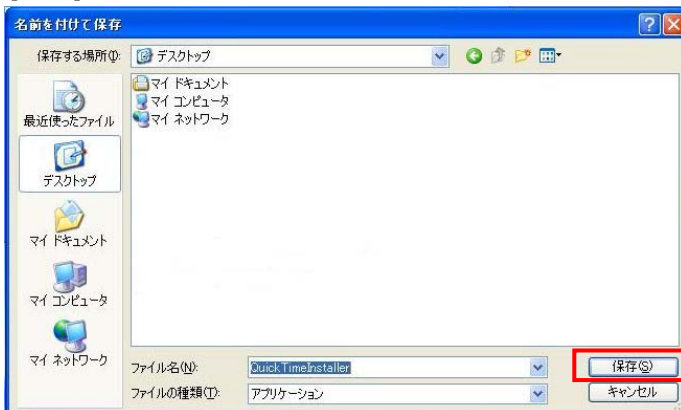 名前を付けて保存
保存する場所(I):
デスクトップ
最近使ったファイル
デスクトップ
マイ ドキュメント
マイ コンピュータ
マイ ネットワーク
マイ ドキュメント
マイ コンピュータ
マイ ネットワーク
ファイル名(N):
QuickTimeInstaller
保存(S)
ファイルの種類(T):
アプリケーション
キャンセル